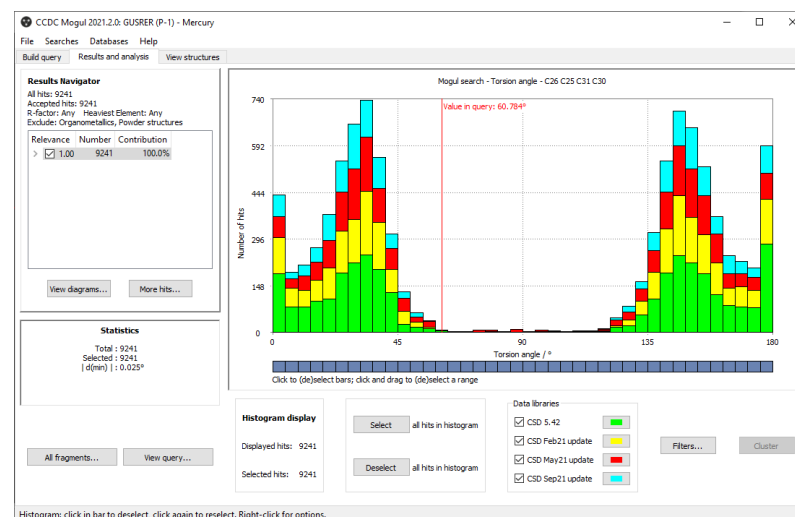 CCDC Mogul 2021.2.0: GUSRER (P-1) - Mercury
File Searches Databases Help
Build query Results and analysis View structures
Results Navigator
All hits: 9241
Accepted hits: 9241
R-factor: Any Heaviest Element: Any
Exclude: Organometallics, Powder structures
Relevance Number Contribution
1.00 9241 100.0%
View diagrams... More hits...
Statistics
Total : 9241
Selected : 9241
| d(min) | : 0.025°
All fragments... View query...
Mogul search - Torsion angle - C26 C25 C31 C30
Value in query: 60.784°
Number of hits
740
592
444
296
148
0
0 45 90 135 180
Torsion angle / °
Click to (de)select bars; click and drag to (de)select a range
Histogram display
Displayed hits: 9241
Selected hits: 9241
Select all hits in histogram
Deselect all hits in histogram
Data libraries
CSD 5.42
CSD Feb21 update
CSD May21 update
CSD Sep21 update
Filters... Cluster
Histogram: click in bar to deselect, click again to reselect. Right-click for options.